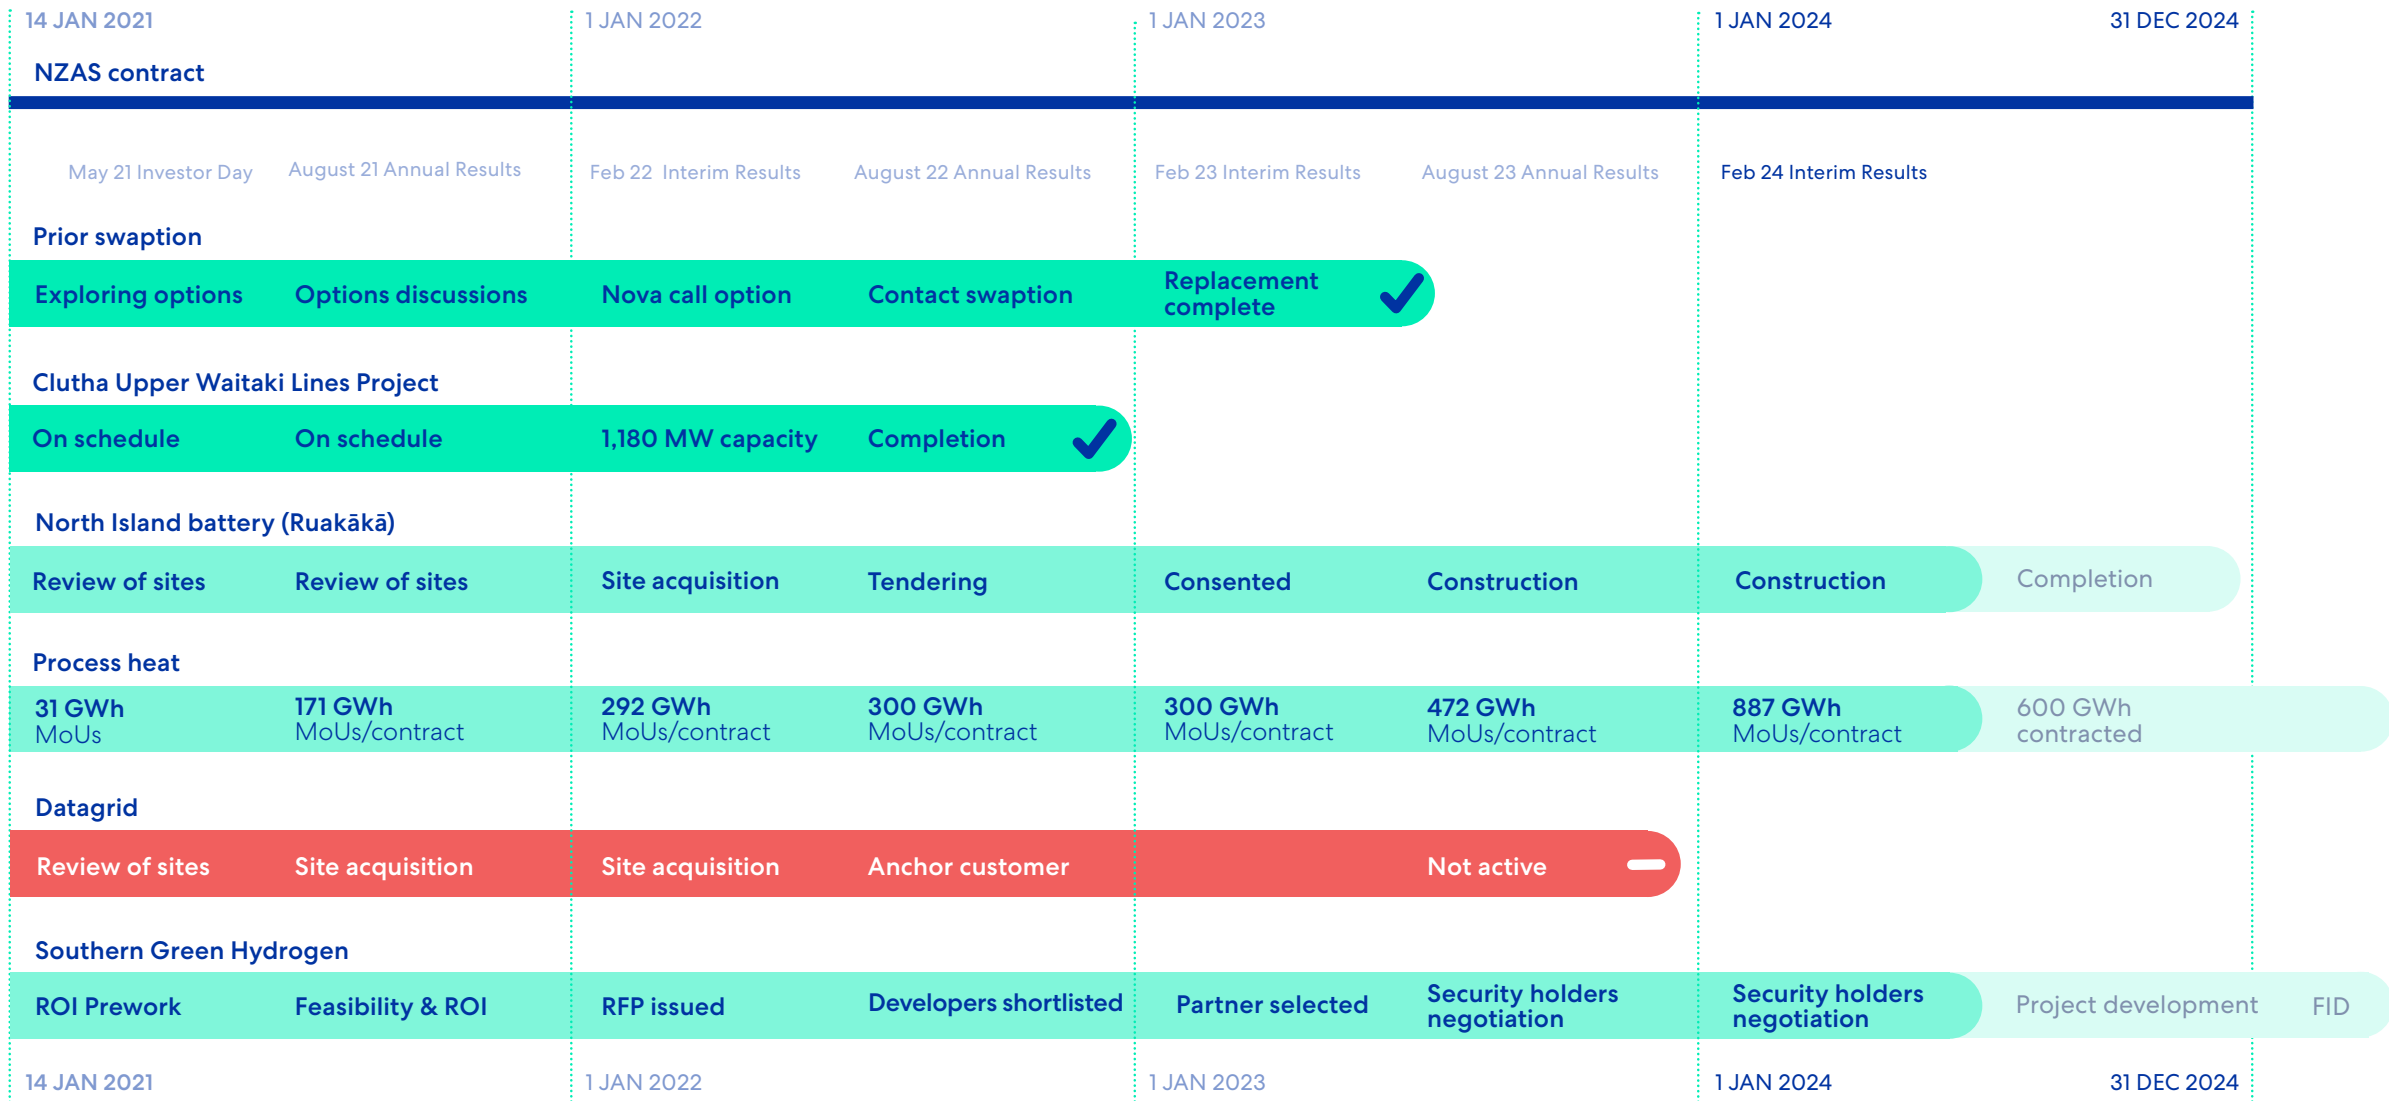 14 JAN 2021
1 JAN 2022
1 JAN 2023
1 JAN 2024
31 DEC 2024
NZAS contract
May 21 Investor Day
August 21 Annual Results
Feb 22 Interim Results
August 22 Annual Results
Feb 23 Interim Results
August 23 Annual Results
Feb 24 Interim Results
Prior swaption
Exploring options
Options discussions
Nova call option
Contact swaption
Replacement
complete
Clutha Upper Waitaki Lines Project
On schedule
On schedule
1,180 MW capacity
Completion
North Island battery (Ruakākā)
Review of sites
Review of sites
Site acquisition
Tendering
Consented
Construction
Construction
Completion
Process heat
31 GWh
MoUs
171 GWh
MoUs/contract
292 GWh
MoUs/contract
300 GWh
MoUs/contract
300 GWh
MoUs/contract
472 GWh
MoUs/contract
887 GWh
MoUs/contract
600 GWh
contracted
Datagrid
Review of sites
Site acquisition
Site acquisition
Anchor customer
Not active
Southern Green Hydrogen
ROI Prework
Feasibility & ROI
RFP issued
Developers shortlisted
Partner selected
Security holders
negotiation
Security holders
negotiation
Project development
FID
14 JAN 2021
1 JAN 2022
1 JAN 2023
1 JAN 2024
31 DEC 2024